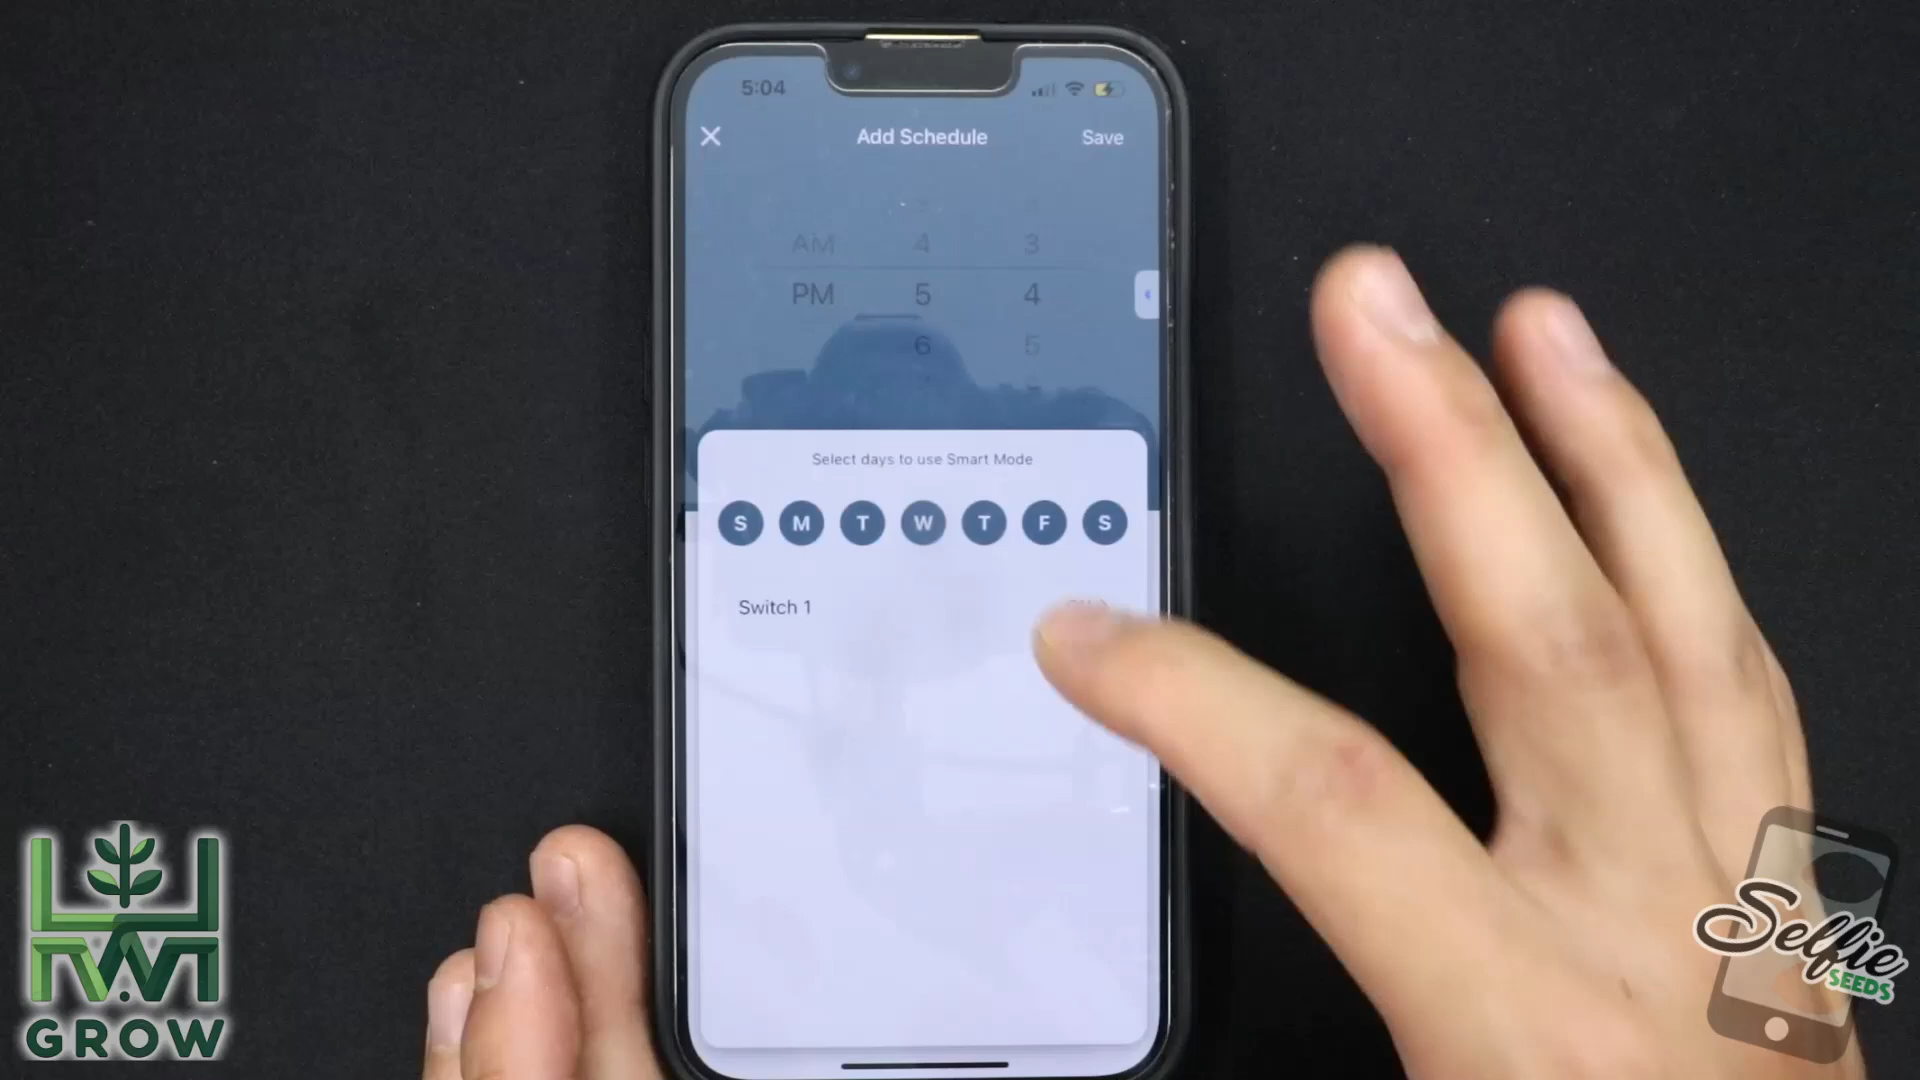 5:04
Add Schedule
Save
AM 4 3
PM 5 4
6 5
Select days to use Smart Mode
S M T W T F S
Switch 1
GROW
Selfie
SEEDS